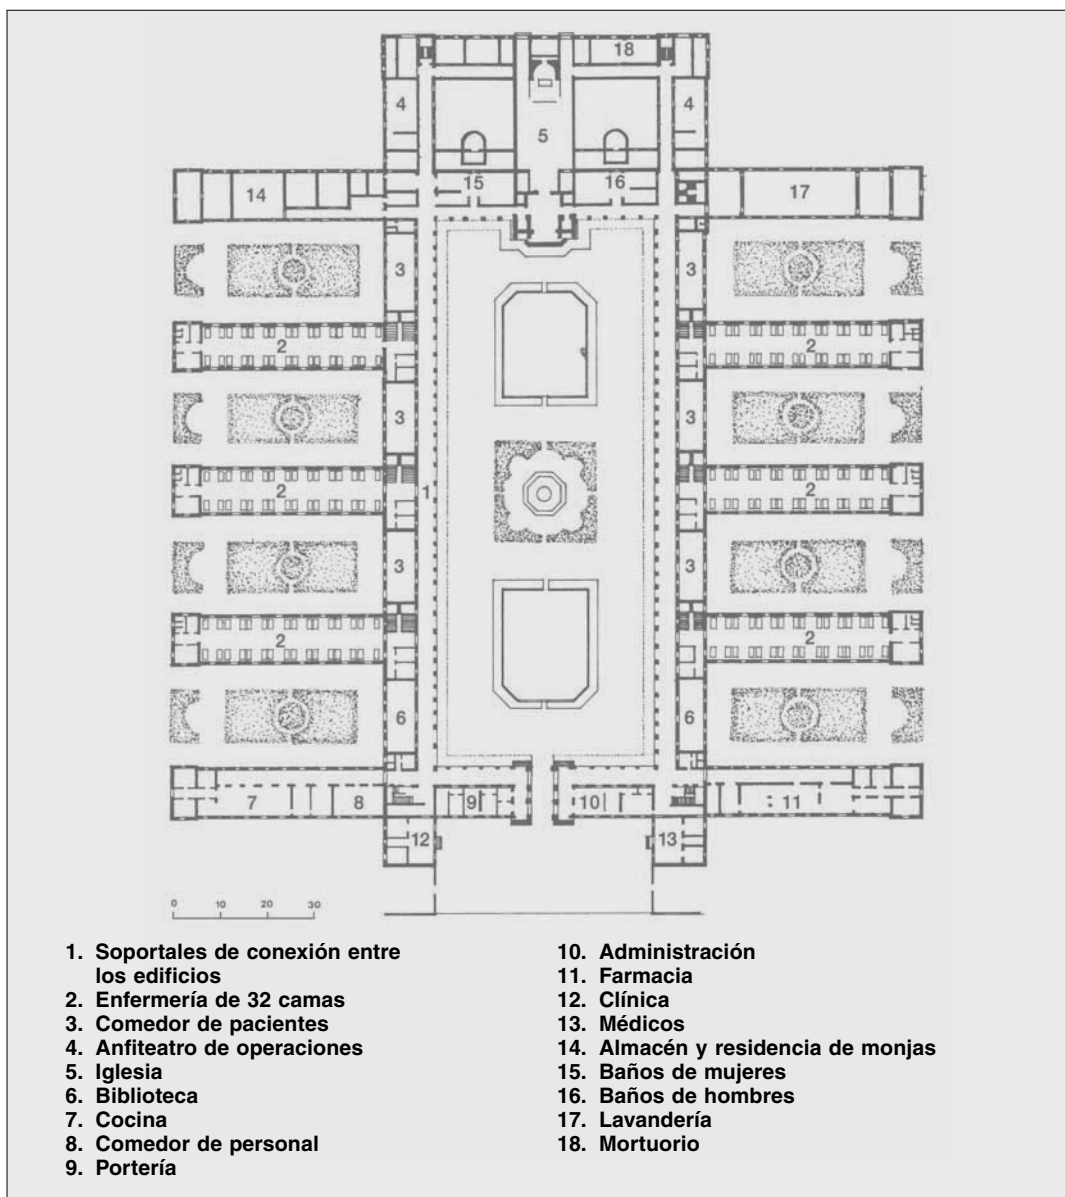 18
4
4
5
14
15
16
17
3
3
2
2
3
3
2
1
2
3
3
2
2
6
6
7
8
9
10
11
12
13
0 10 20 30
1. Soportales de conexión entre
los edificios
2. Enfermería de 32 camas
3. Comedor de pacientes
4. Anfiteatro de operaciones
5. Iglesia
6. Biblioteca
7. Cocina
8. Comedor de personal
9. Portería
10. Administración
11. Farmacia
12. Clínica
13. Médicos
14. Almacén y residencia de monjas
15. Baños de mujeres
16. Baños de hombres
17. Lavandería
18. Mortuorio